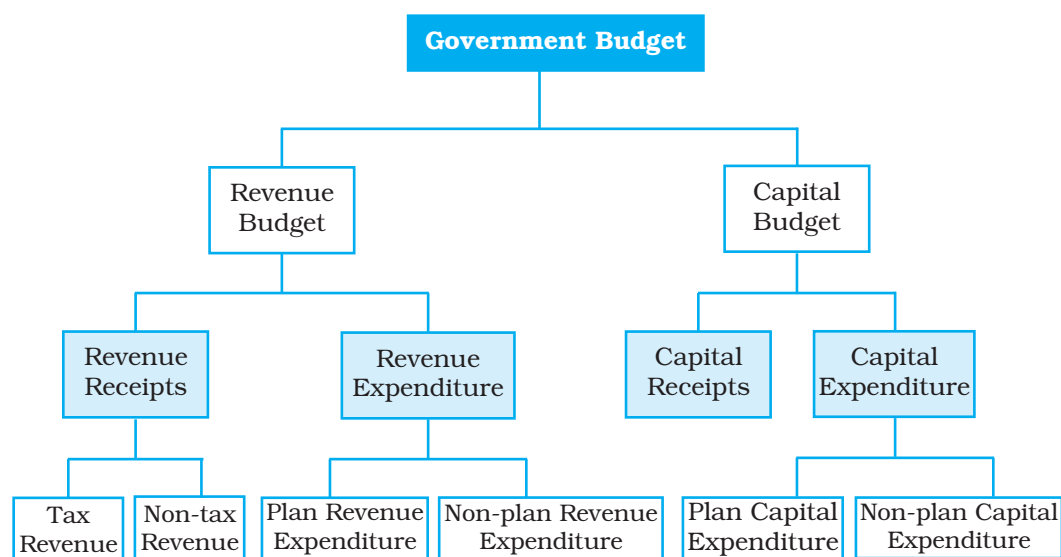 Government Budget
Revenue
Budget
Capital
Budget
Revenue
Receipts
Revenue
Expenditure
Capital
Receipts
Capital
Expenditure
Tax
Revenue
Non-tax
Revenue
Plan Revenue
Expenditure
Non-plan Revenue
Expenditure
Plan Capital
Expenditure
Non-plan Capital
Expenditure